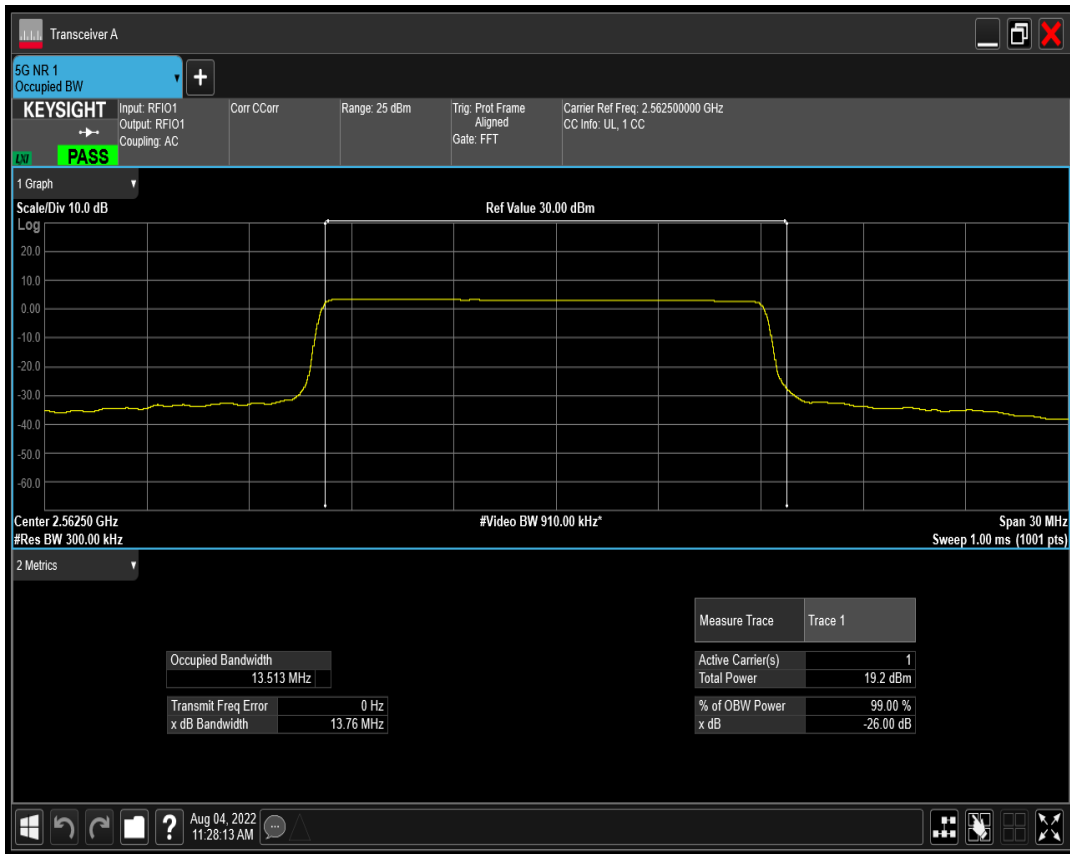 Transceiver A
5G NR 1
Occupied BW
KEYSIGHT
Input: RFIO1
Output: RFIO1
Coupling: AC
Corr CCorr
Range: 25 dBm
Trig: Prot Frame
Aligned
Gate: FFT
Carrier Ref Freq: 2.562500000 GHz
CC Info: UL, 1 CC
LXI
PASS
1 Graph
Scale/Div 10.0 dB
Ref Value 30.00 dBm
Log
20.0
10.0
0.00
-10.0
-20.0
-30.0
-40.0
-50.0
-60.0
Center 2.56250 GHz
#Video BW 910.00 kHz*
Span 30 MHz
#Res BW 300.00 kHz
Sweep 1.00 ms (1001 pts)
2 Metrics
Measure Trace Trace 1
Occupied Bandwidth
13.513 MHz
Active Carrier(s) 1
Total Power 19.2 dBm
Transmit Freq Error 0 Hz
x dB Bandwidth 13.76 MHz
% of OBW Power 99.00 %
x dB -26.00 dB
?
Aug 04, 2022
11:28:13 AM